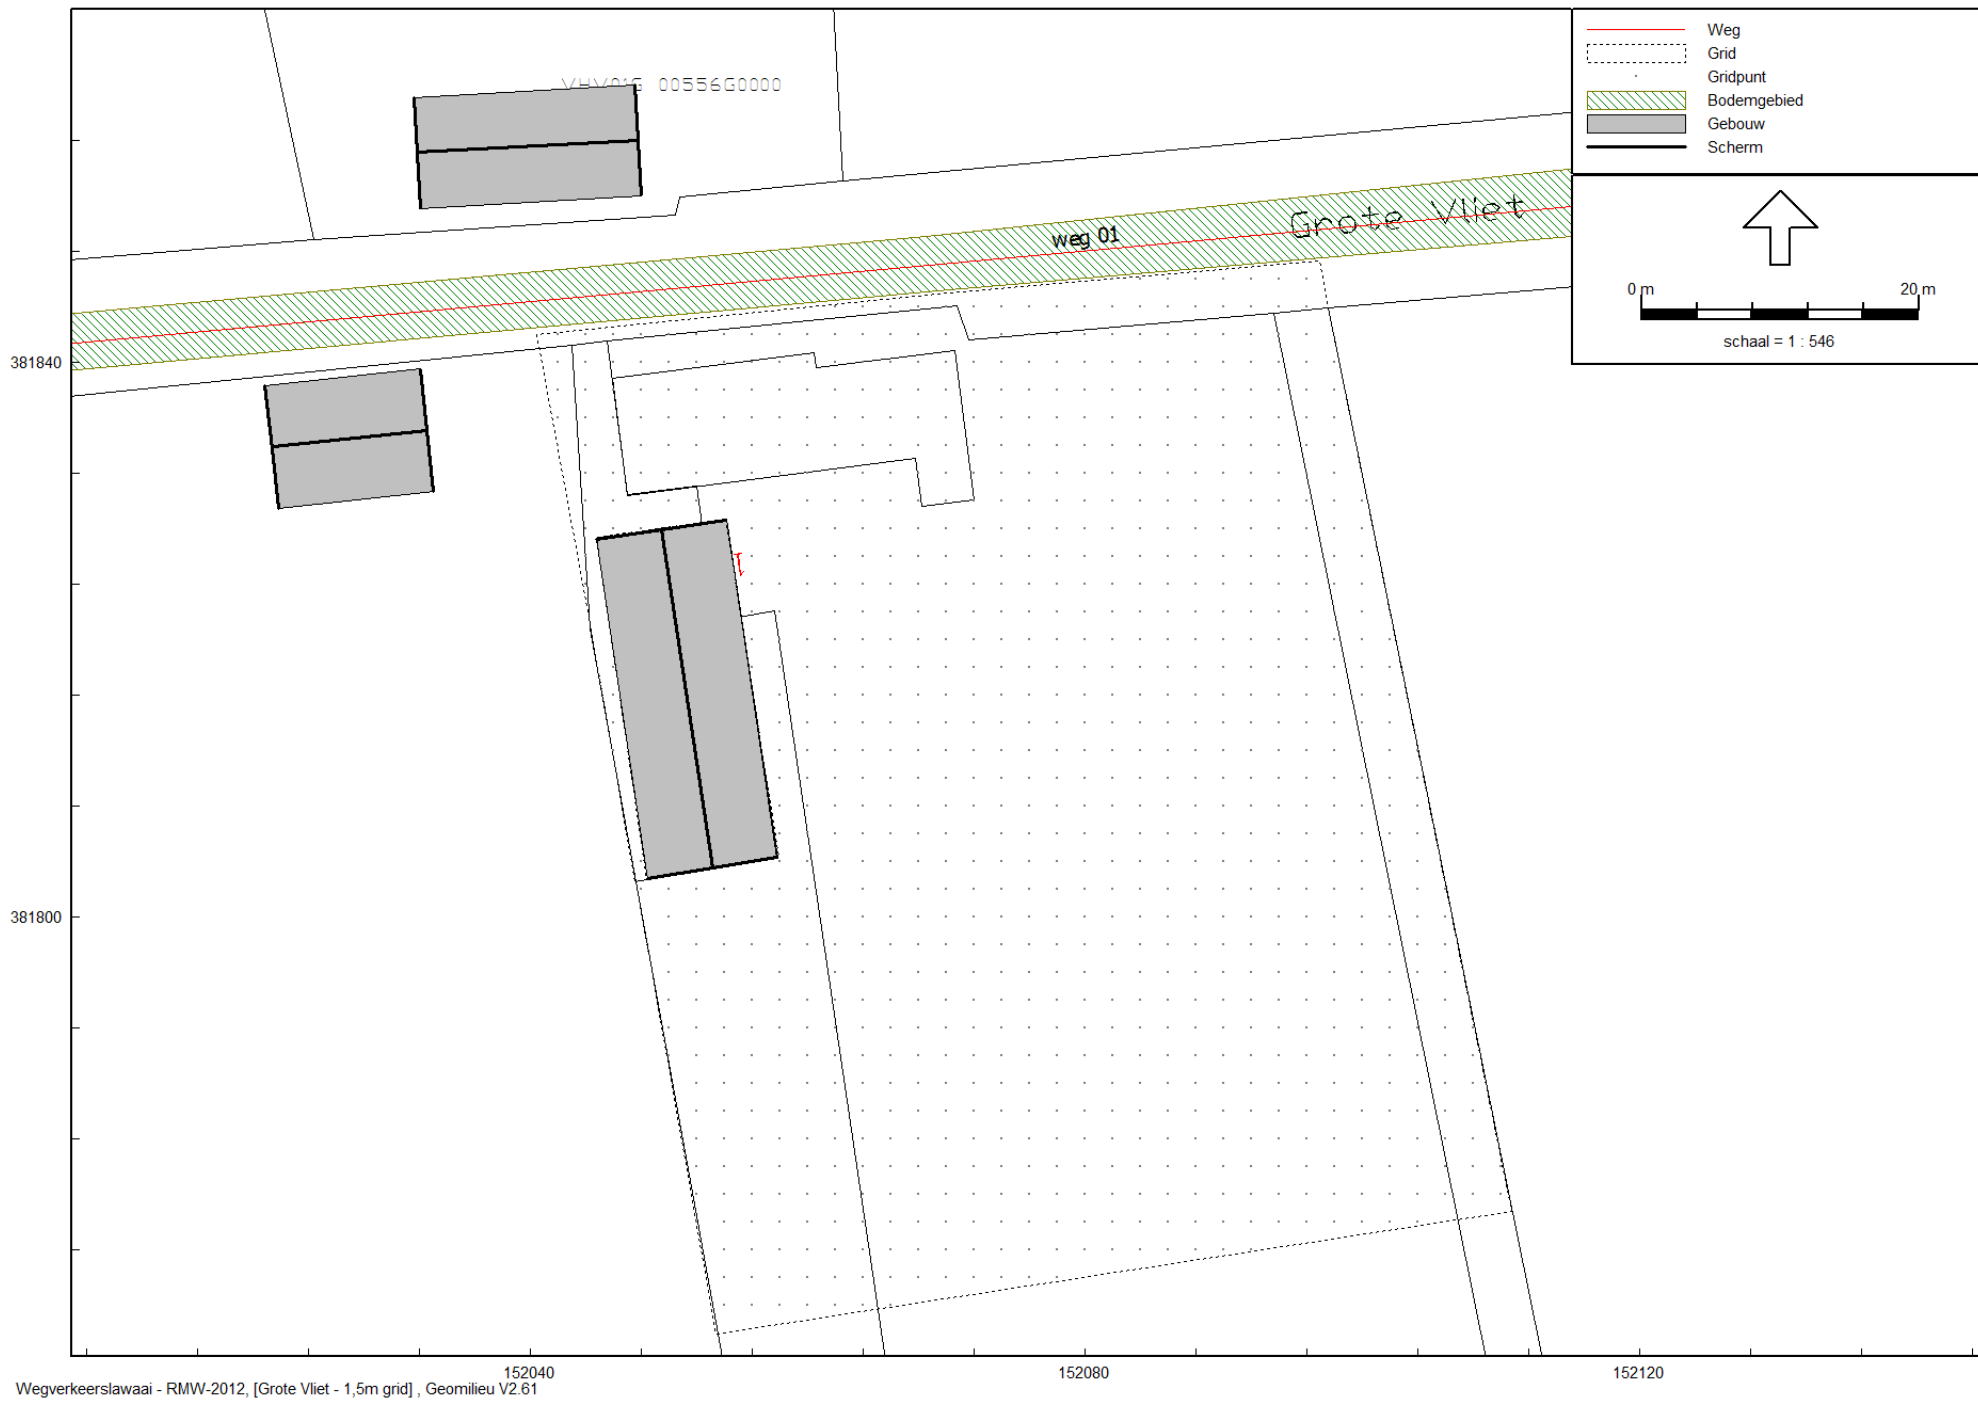 Weg
Grid
Gridpunt
Bodemgebied
Gebouw
Scherm
00556G0000
Grote Vliet
weg 01
0 m 20 m
schaal = 1 : 546
381840
1
381800
152040 152080 152120
Wegverkeerslawaai - RMW-2012, [Grote Vliet - 1,5m grid] , Geomilieu V2.61